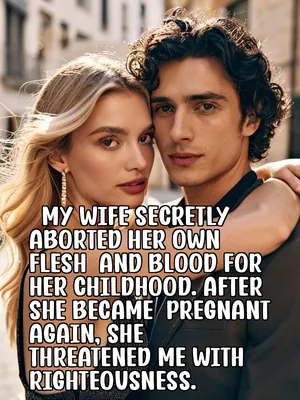 MY WIFE SECRETLY
ABORTED HER OWN
FLESH AND BLOOD FOR
HER CHILDHOOD. AFTER
SHE BECAME PREGNANT
AGAIN, SHE
THREATENED ME WITH
RIGHTEOUSNESS.